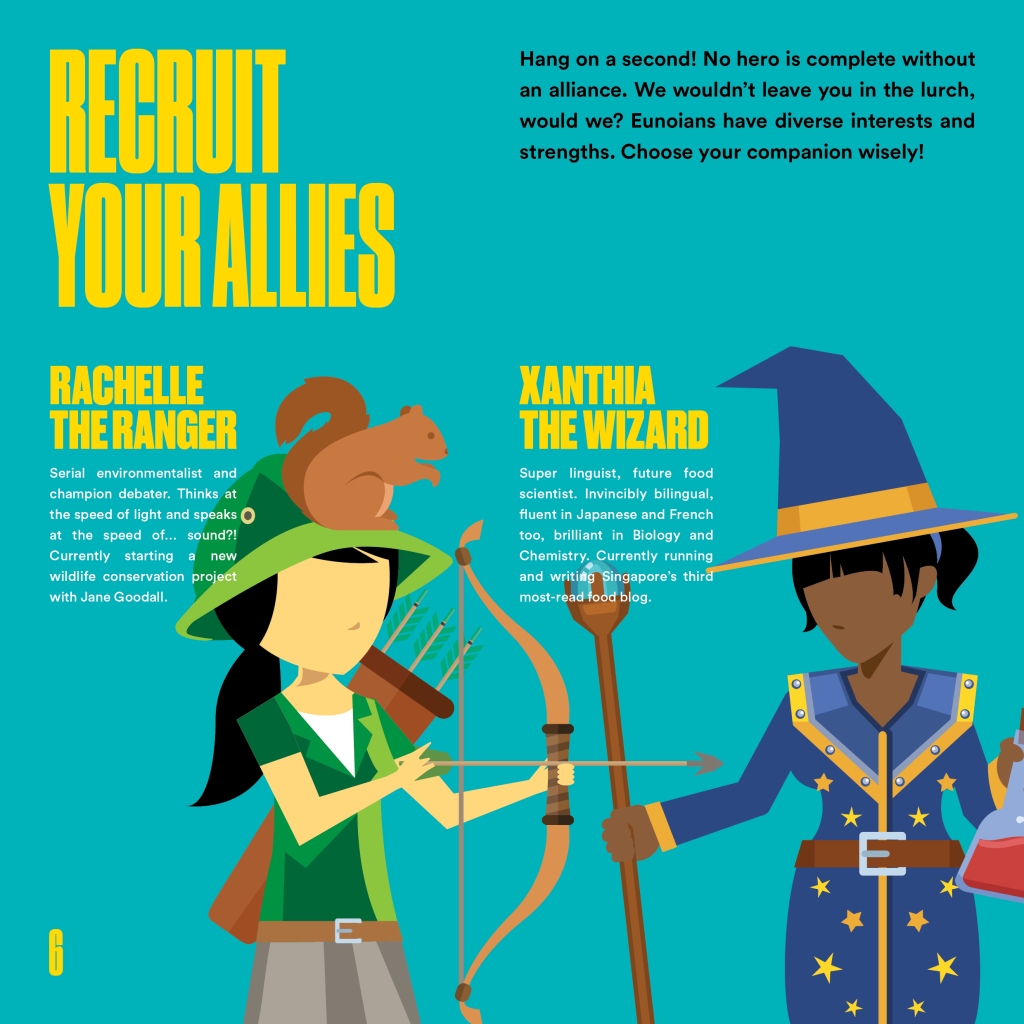 RECRUIT
YOUR ALLIES
Hang on a second! No hero is complete without
an alliance. We wouldn't leave you in the lurch,
would we? Eunoians have diverse interests and
strengths. Choose your companion wisely!
RACHELLE
THE RANGER
Serial environmentalist and
champion debater. Thinks at
the speed of light and speaks
at the speed of... sound?!
Currently starting a new
wildlife conservation project
with Jane Goodall.
XANTHIA
THE WIZARD
Super linguist, future food
scientist. Invincibly bilingual,
fluent in Japanese and French
too, brilliant in Biology and
Chemistry. Currently running
and writing Singapore's third
most-read food blog.
6